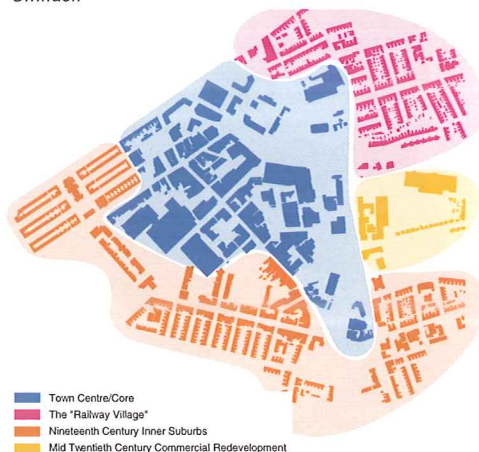 Town Centre/Core
The "Railway Village"
Nineteenth Century Inner Suburbs
Mid Twentieth Century Commercial Redevelopment